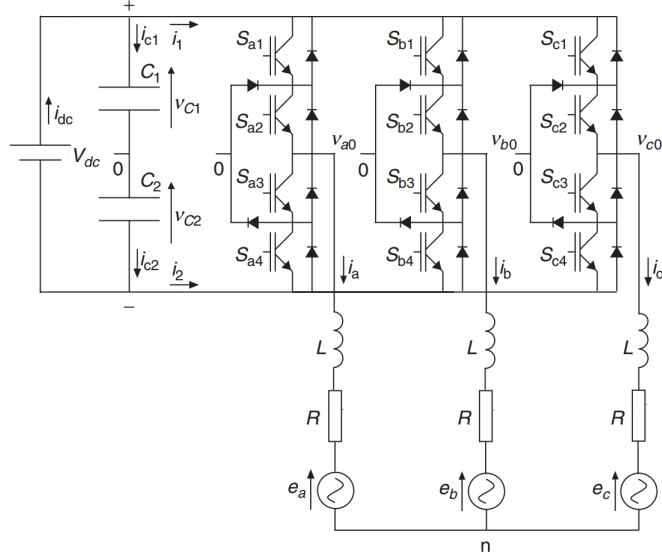 +
i_c1 i_1
S_a1 S_b1 S_c1
C_1
v_C1
i_dc
S_a2 S_b2 S_c2
V_dc 0 0 v_a0 0 v_b0 0 v_c0
C_2
S_a3 S_b3 S_c3
v_C2
i_c2 i_2
S_a4 i_a S_b4 i_b S_c4 i_c
−
L L L
R R R
e_a e_b e_c
n